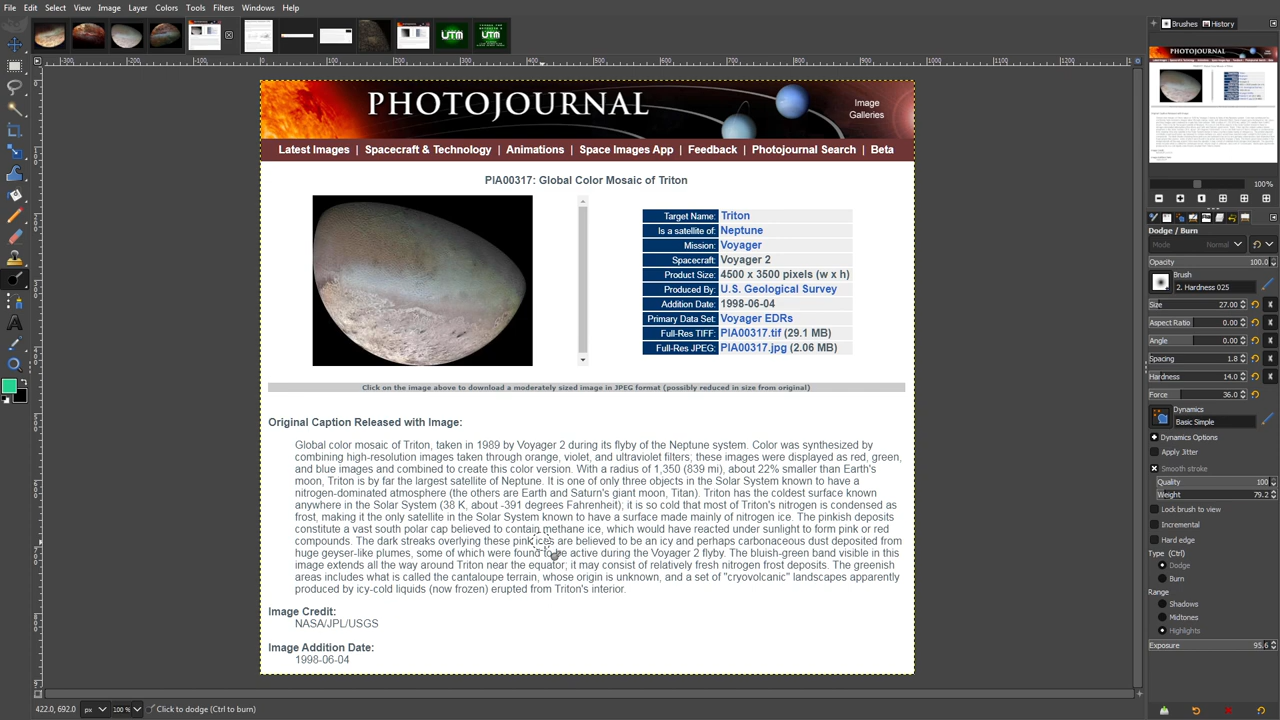 File Edit Select View Image Layer Colors Tools Filters Windows Help
UTM
UTM
Brushes History
-300 -200 -100 0 100 200 300 500 600 700 800 900
PHOTOJOURNAL
Image
Galleries
Latest Images | Spacecraft & Technology | Animations | Space Images App | Feedback | Photojournal Search | Beta
PIA00317: Global Color Mosaic of Triton
Target Name: Triton
Is a satellite of: Neptune
Mission: Voyager
Spacecraft: Voyager 2
Product Size: 4500 x 3500 pixels (w x h)
Produced By: U.S. Geological Survey
Addition Date: 1998-06-04
Primary Data Set: Voyager EDRs
Full-Res TIFF: PIA00317.tif (29.1 MB)
Full-Res JPEG: PIA00317.jpg (2.06 MB)
Click on the image above to download a moderately sized image in JPEG format (possibly reduced in size from original)
Original Caption Released with Image:
Global color mosaic of Triton, taken in 1989 by Voyager 2 during its flyby of the Neptune system. Color was synthesized by
combining high-resolution images taken through orange, violet, and ultraviolet filters; these images were displayed as red, green,
and blue images and combined to create this color version. With a radius of 1,350 (839 mi), about 22% smaller than Earth's
moon, Triton is by far the largest satellite of Neptune. It is one of only three objects in the Solar System known to have a
nitrogen-dominated atmosphere (the others are Earth and Saturn's giant moon, Titan). Triton has the coldest surface known
anywhere in the Solar System (38 K, about -391 degrees Fahrenheit); it is so cold that most of Triton's nitrogen is condensed as
frost, making it the only satellite in the Solar System known to have a surface made mainly of nitrogen ice. The pinkish deposits
constitute a vast south polar cap believed to contain methane ice, which would have reacted under sunlight to form pink or red
compounds. The dark streaks overlying these pink ices are believed to be an icy and perhaps carbonaceous dust deposited from
huge geyser-like plumes, some of which were found to be active during the Voyager 2 flyby. The bluish-green band visible in this
image extends all the way around Triton near the equator; it may consist of relatively fresh nitrogen frost deposits. The greenish
areas includes what is called the cantaloupe terrain, whose origin is unknown, and a set of "cryovolcanic" landscapes apparently
produced by icy-cold liquids (now frozen) erupted from Triton's interior.
Image Credit:
NASA/JPL/USGS
Image Addition Date:
1998-06-04
100%
Dodge / Burn
Mode Normal
Opacity 100.0
Brush
2. Hardness 025
Size 27.00
Aspect Ratio 0.00
Angle 0.00
Spacing 1.8
Hardness 14.0
Force 36.0
Dynamics
Basic Simple
Dynamics Options
Apply Jitter
Smooth stroke
Quality 100
Weight 79.2
Lock brush to view
Incremental
Hard edge
Type (Ctrl)
Dodge
Burn
Range
Shadows
Midtones
Highlights
Exposure 95.6
422.0, 692.0 px 100 % Click to dodge (Ctrl to burn)